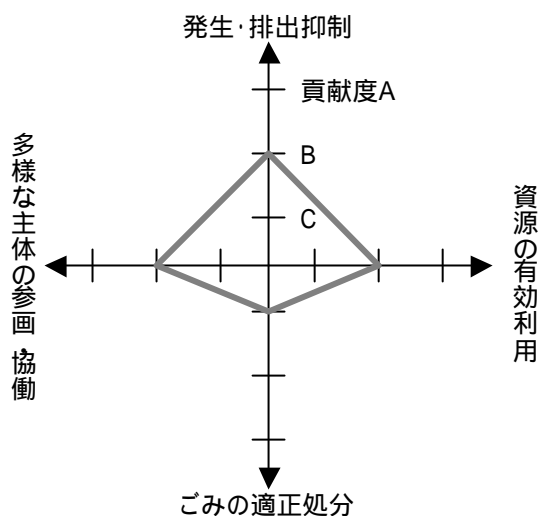 発生･排出抑制
貢献度A
B
C
多様な主体の参画・協働
資源の有効利用
ごみの適正処分